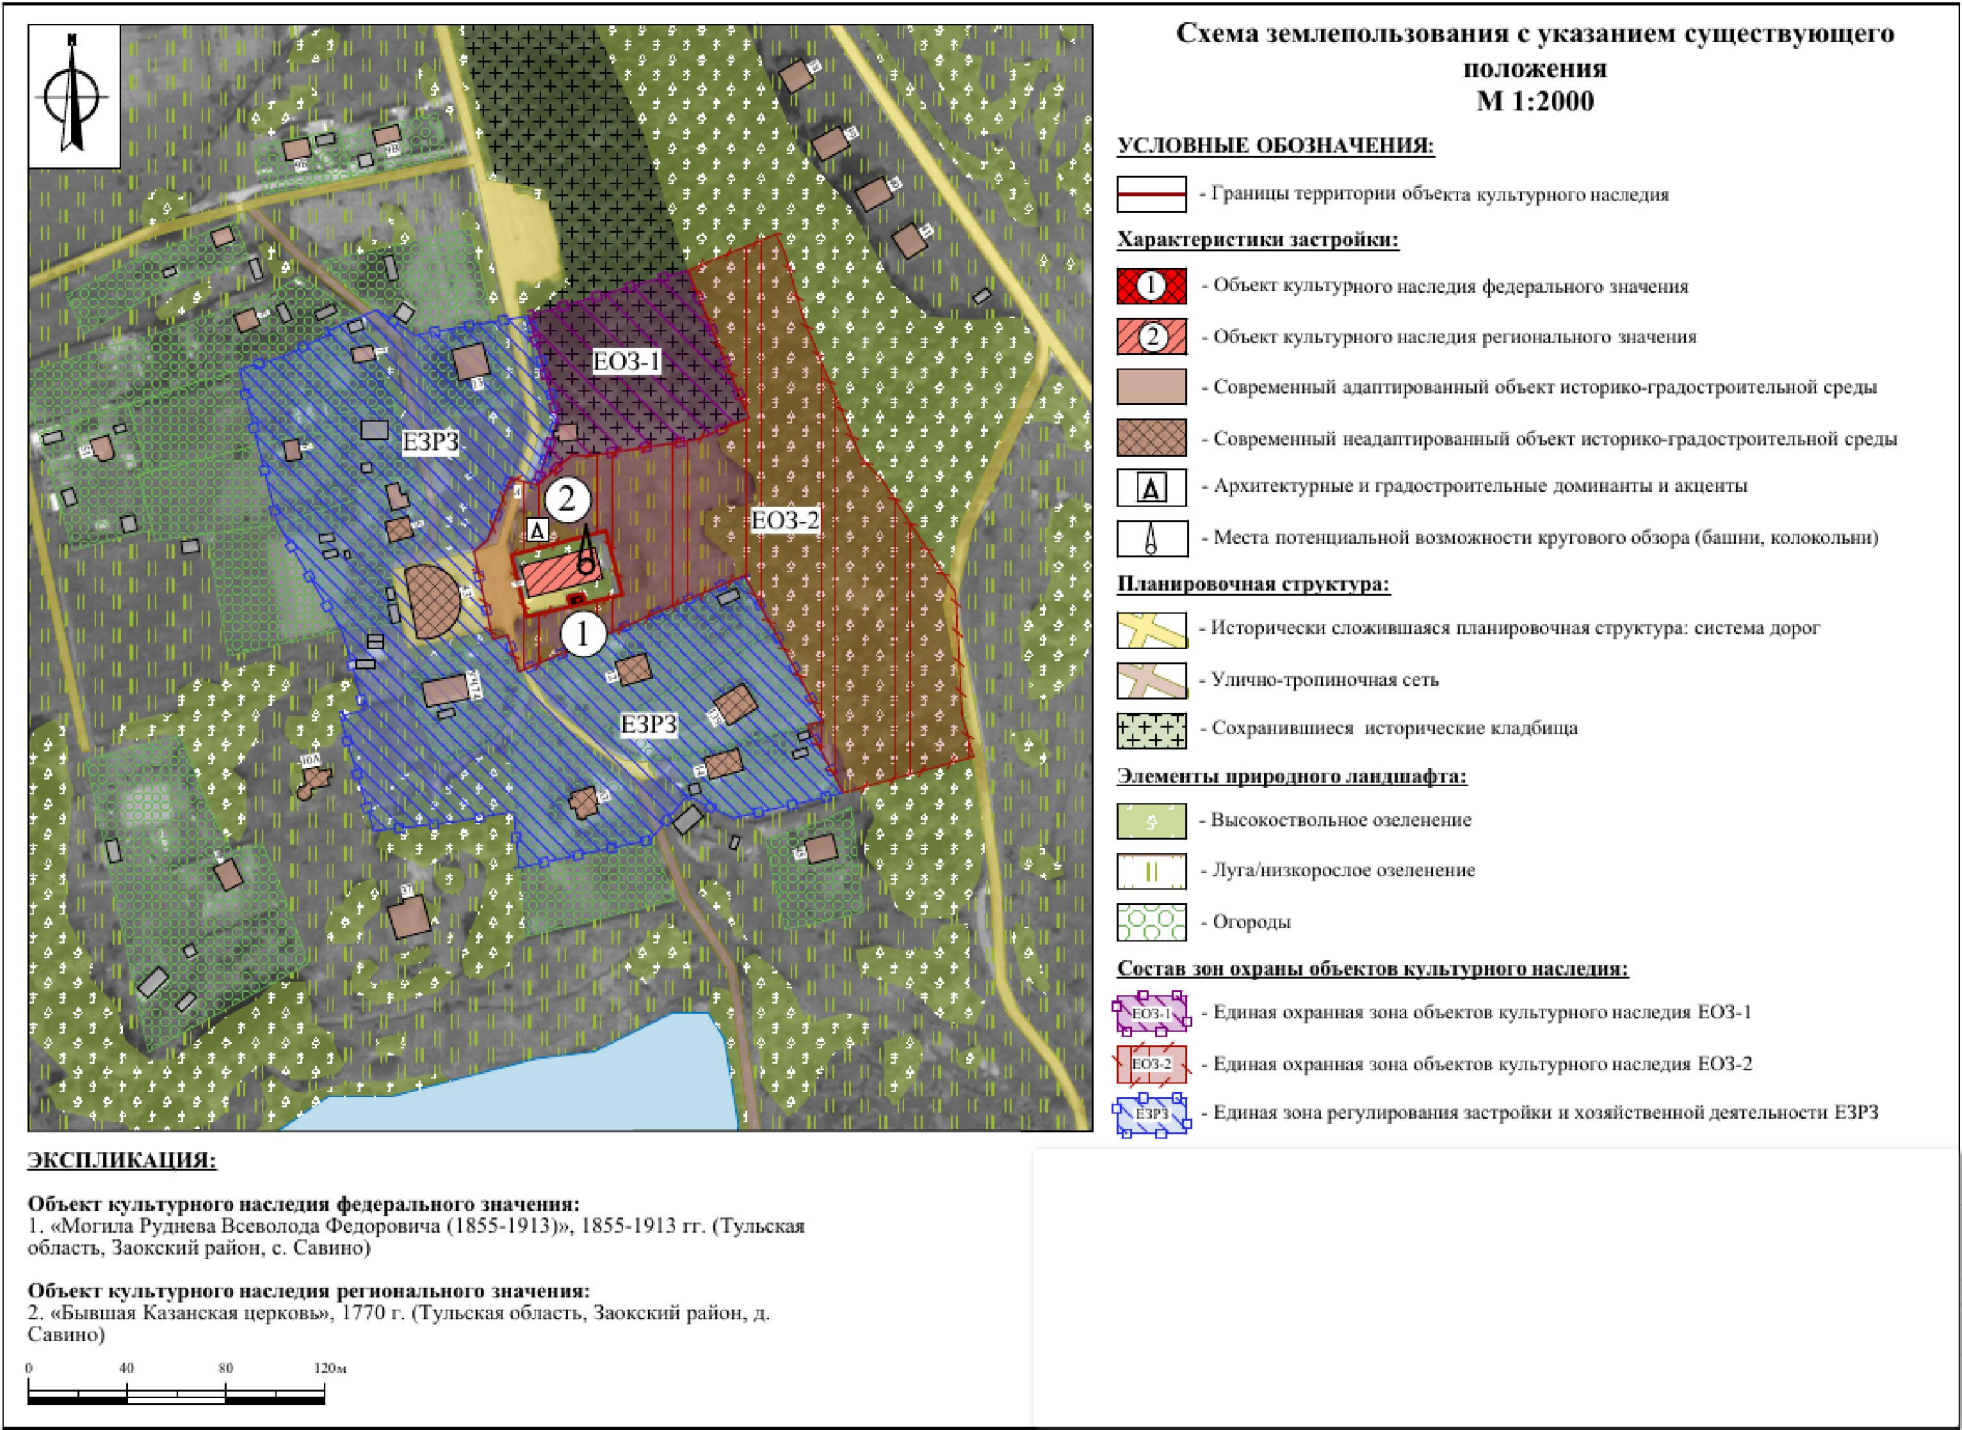 Схема землепользования с указанием существующего
положения
М 1:2000
УСЛОВНЫЕ ОБОЗНАЧЕНИЯ:
- Границы территории объекта культурного наследия
Характеристики застройки:
1 - Объект культурного наследия федерального значения
2 - Объект культурного наследия регионального значения
- Современный адаптированный объект историко-градостроительной среды
- Современный неадаптированный объект историко-градостроительной среды
- Архитектурные и градостроительные доминанты и акценты
- Места потенциальной возможности кругового обзора (башни, колокольни)
Планировочная структура:
- Исторически сложившаяся планировочная структура: система дорог
- Улично-тропиночная сеть
- Сохранившиеся исторические кладбища
Элементы природного ландшафта:
- Высокоствольное озеленение
- Луга/низкорослое озеленение
- Огороды
Состав зон охраны объектов культурного наследия:
ЕОЗ-1 - Единая охранная зона объектов культурного наследия ЕОЗ-1
ЕОЗ-2 - Единая охранная зона объектов культурного наследия ЕОЗ-2
ЕЗРЗ - Единая зона регулирования застройки и хозяйственной деятельности ЕЗРЗ
ЕОЗ-1
ЕЗРЗ
2
ЕОЗ-2
1
ЕЗРЗ
10А
ЭКСПЛИКАЦИЯ:
Объект культурного наследия федерального значения:
1. «Могила Руднева Всеволода Федоровича (1855-1913)», 1855-1913 гг. (Тульская
область, Заокский район, с. Савино)
Объект культурного наследия регионального значения:
2. «Бывшая Казанская церковь», 1770 г. (Тульская область, Заокский район, д.
Савино)
0 40 80 120м